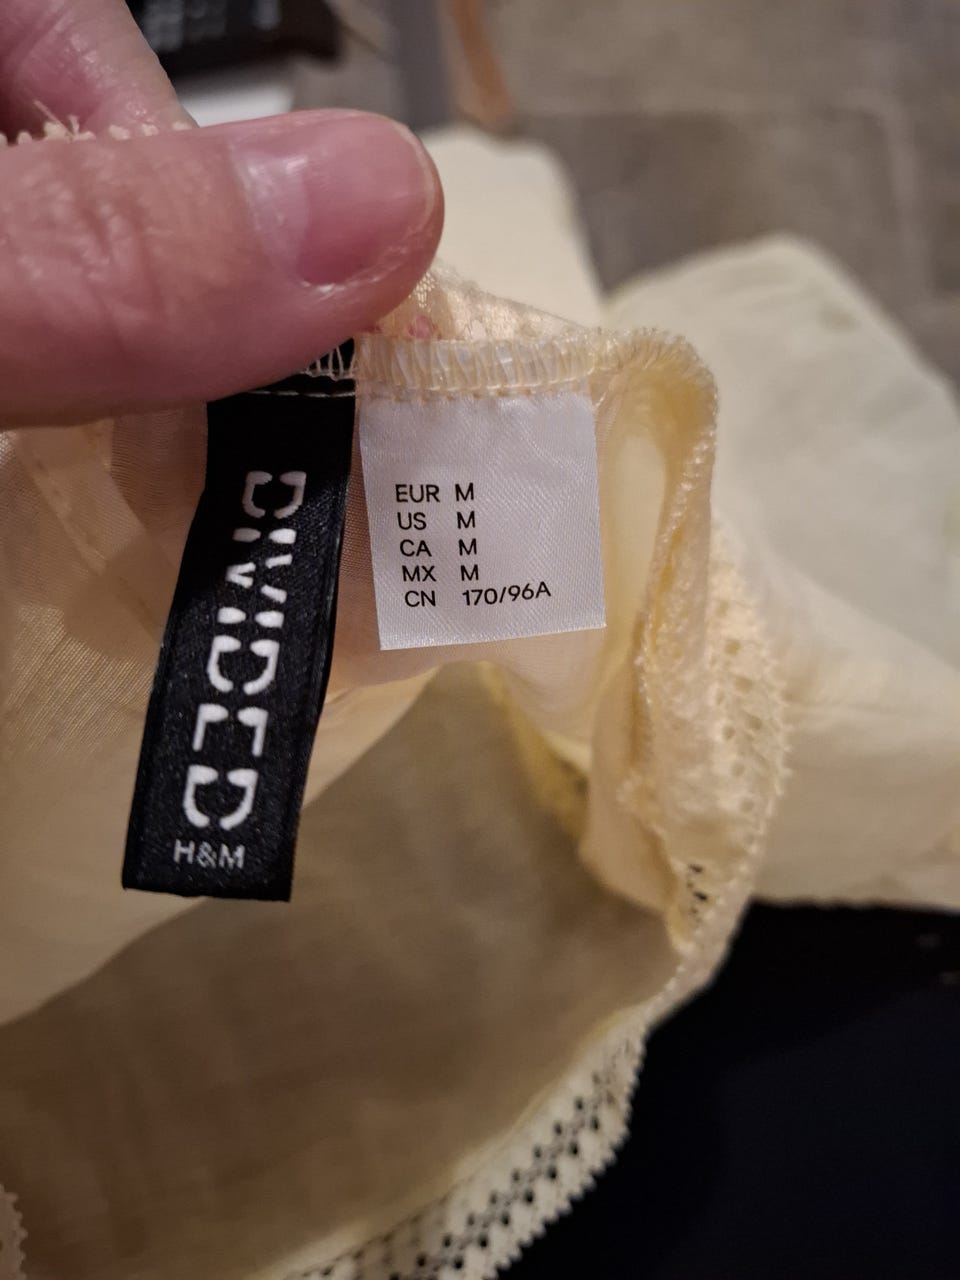 DIVIDED
H&M
EUR M
US M
CA M
MX M
CN 170/96A